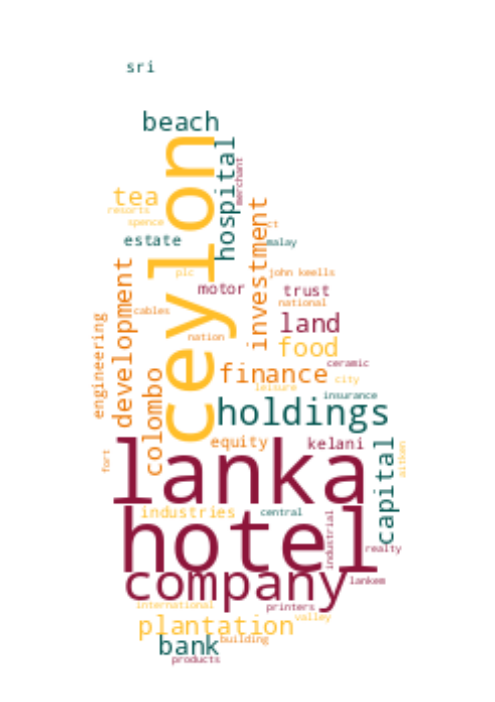 sri
beach
ceylon
hospital
merchant
tea
resorts
spence
investment
ct
estate
malay
plc
john keells
development
motor
trust
national
cables
engineering
land
nation
food
finance
ceramic
city
leisure
colombo
insurance
holdings
equity
kelani
capital
aitken
fort
lanka
industries
central
hotel
industrial
realty
company
lankem
international
printers
valley
plantation
building
bank
products